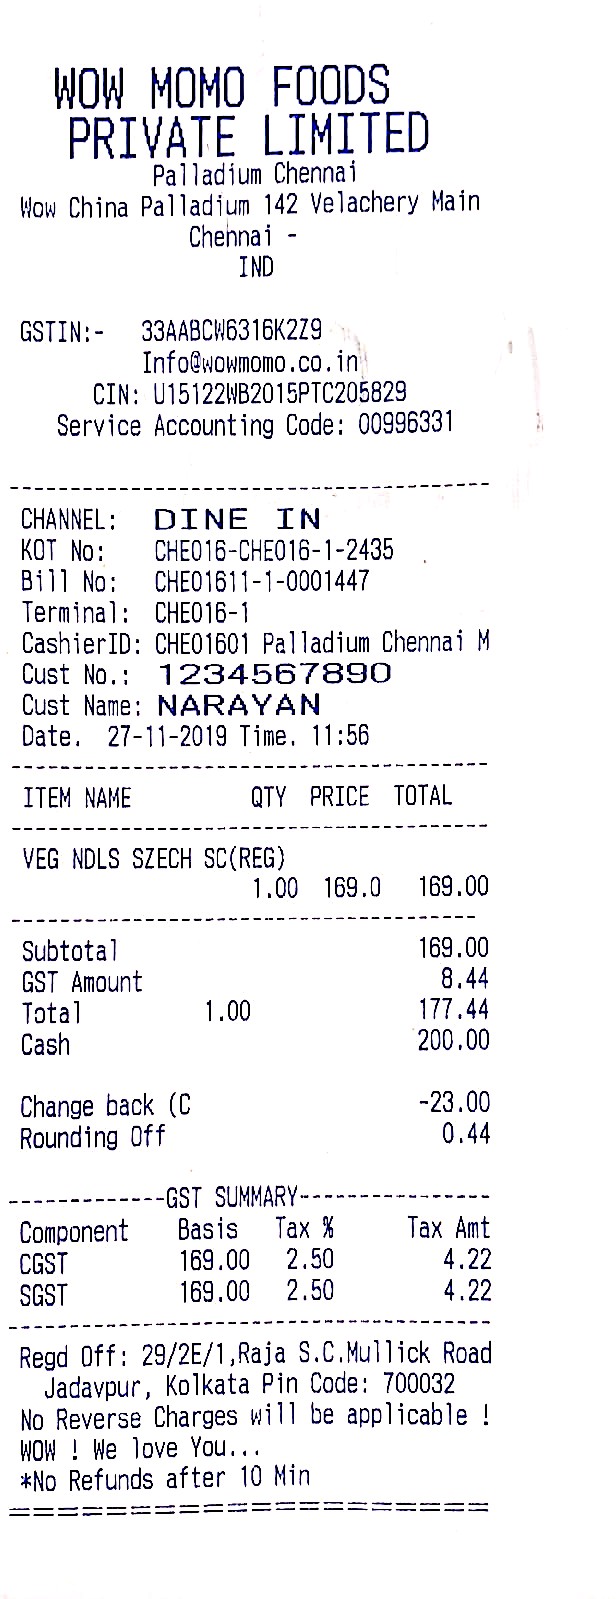 WOW MOMO FOODS
PRIVATE LIMITED
Palladium Chennai
Wow China Palladium 142 Velachery Main
Chennai -
IND
GSTIN:- 33AABCW6316K2Z9
Info@wowmomo.co.in
CIN: U15122WB2015PTC205829
Service Accounting Code: 00996331
--------------------------------------
CHANNEL: DINE IN
KOT No: CHE016-CHE016-1-2435
Bill No: CHE01611-1-0001447
Terminal: CHE016-1
CashierID: CHE01601 Palladium Chennai M
Cust No.: 1234567890
Cust Name: NARAYAN
Date. 27-11-2019 Time. 11:56
--------------------------------------
ITEM NAME QTY PRICE TOTAL
--------------------------------------
VEG NDLS SZECH SC(REG)
1.00 169.0 169.00
--------------------------------------
Subtotal 169.00
GST Amount 8.44
Total 1.00 177.44
Cash 200.00
Change back (C -23.00
Rounding Off 0.44
-------------GST SUMMARY----------------
Component Basis Tax % Tax Amt
CGST 169.00 2.50 4.22
SGST 169.00 2.50 4.22
--------------------------------------
Regd Off: 29/2E/1,Raja S.C.Mullick Road
Jadavpur, Kolkata Pin Code: 700032
No Reverse Charges will be applicable !
WOW ! We love You...
*No Refunds after 10 Min
======================